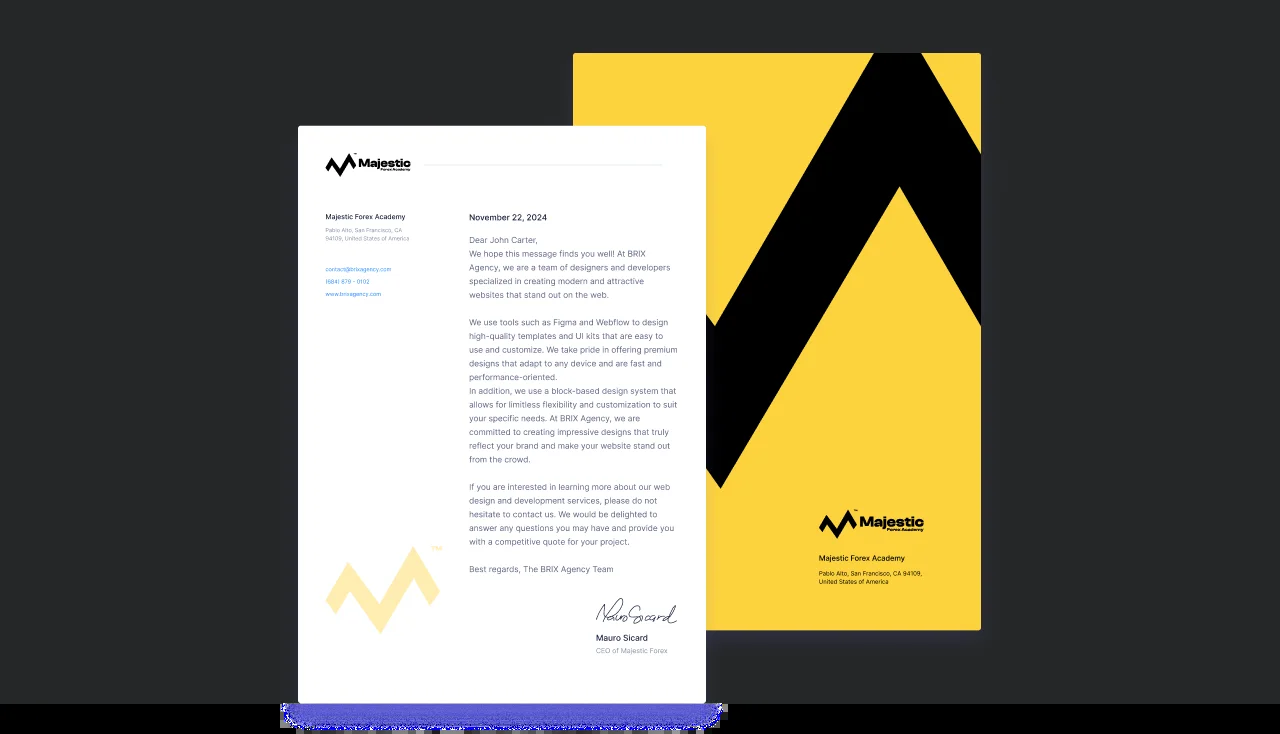 Majestic
Forex Academy
Majestic Forex Academy
Pablo Alto, San Francisco, CA
94109, United States of America
contact@brixagency.com
(684) 879 - 0102
www.brixagency.com
November 22, 2024
Dear John Carter,
We hope this message finds you well! At BRIX
Agency, we are a team of designers and developers
specialized in creating modern and attractive
websites that stand out on the web.
We use tools such as Figma and Webflow to design
high-quality templates and UI kits that are easy to
use and customize. We take pride in offering premium
designs that adapt to any device and are fast and
performance-oriented.
In addition, we use a block-based design system that
allows for limitless flexibility and customization to suit
your specific needs. At BRIX Agency, we are
committed to creating impressive designs that truly
reflect your brand and make your website stand out
from the crowd.
If you are interested in learning more about our web
design and development services, please do not
hesitate to contact us. We would be delighted to
answer any questions you may have and provide you
with a competitive quote for your project.
Best regards, The BRIX Agency Team
TM
Mauro Sicard
Mauro Sicard
CEO of Majestic Forex
Majestic
Forex Academy
Majestic Forex Academy
Pablo Alto, San Francisco, CA 94109,
United States of America